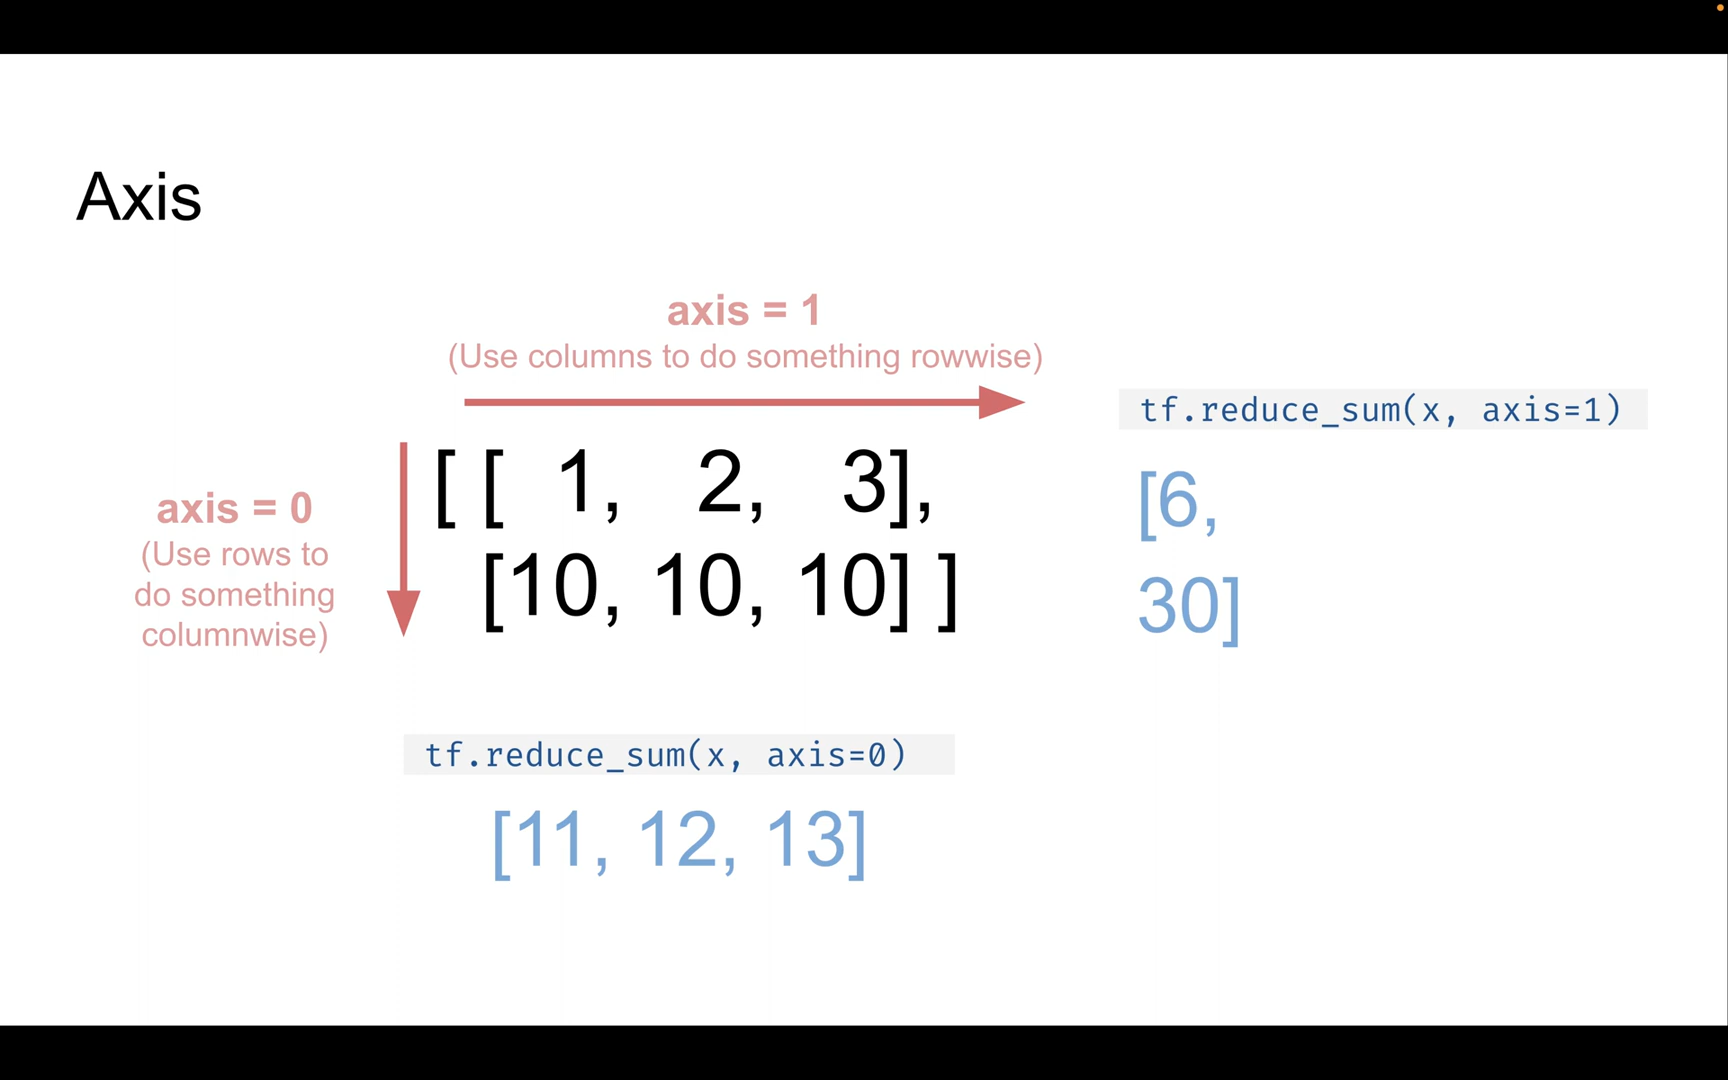 Axis
axis = 1
(Use columns to do something rowwise)
tf.reduce_sum(x, axis=1)
axis = 0
(Use rows to
do something
columnwise)
[ [ 1, 2, 3],
[10, 10, 10] ]
[6,
30]
tf.reduce_sum(x, axis=0)
[11, 12, 13]